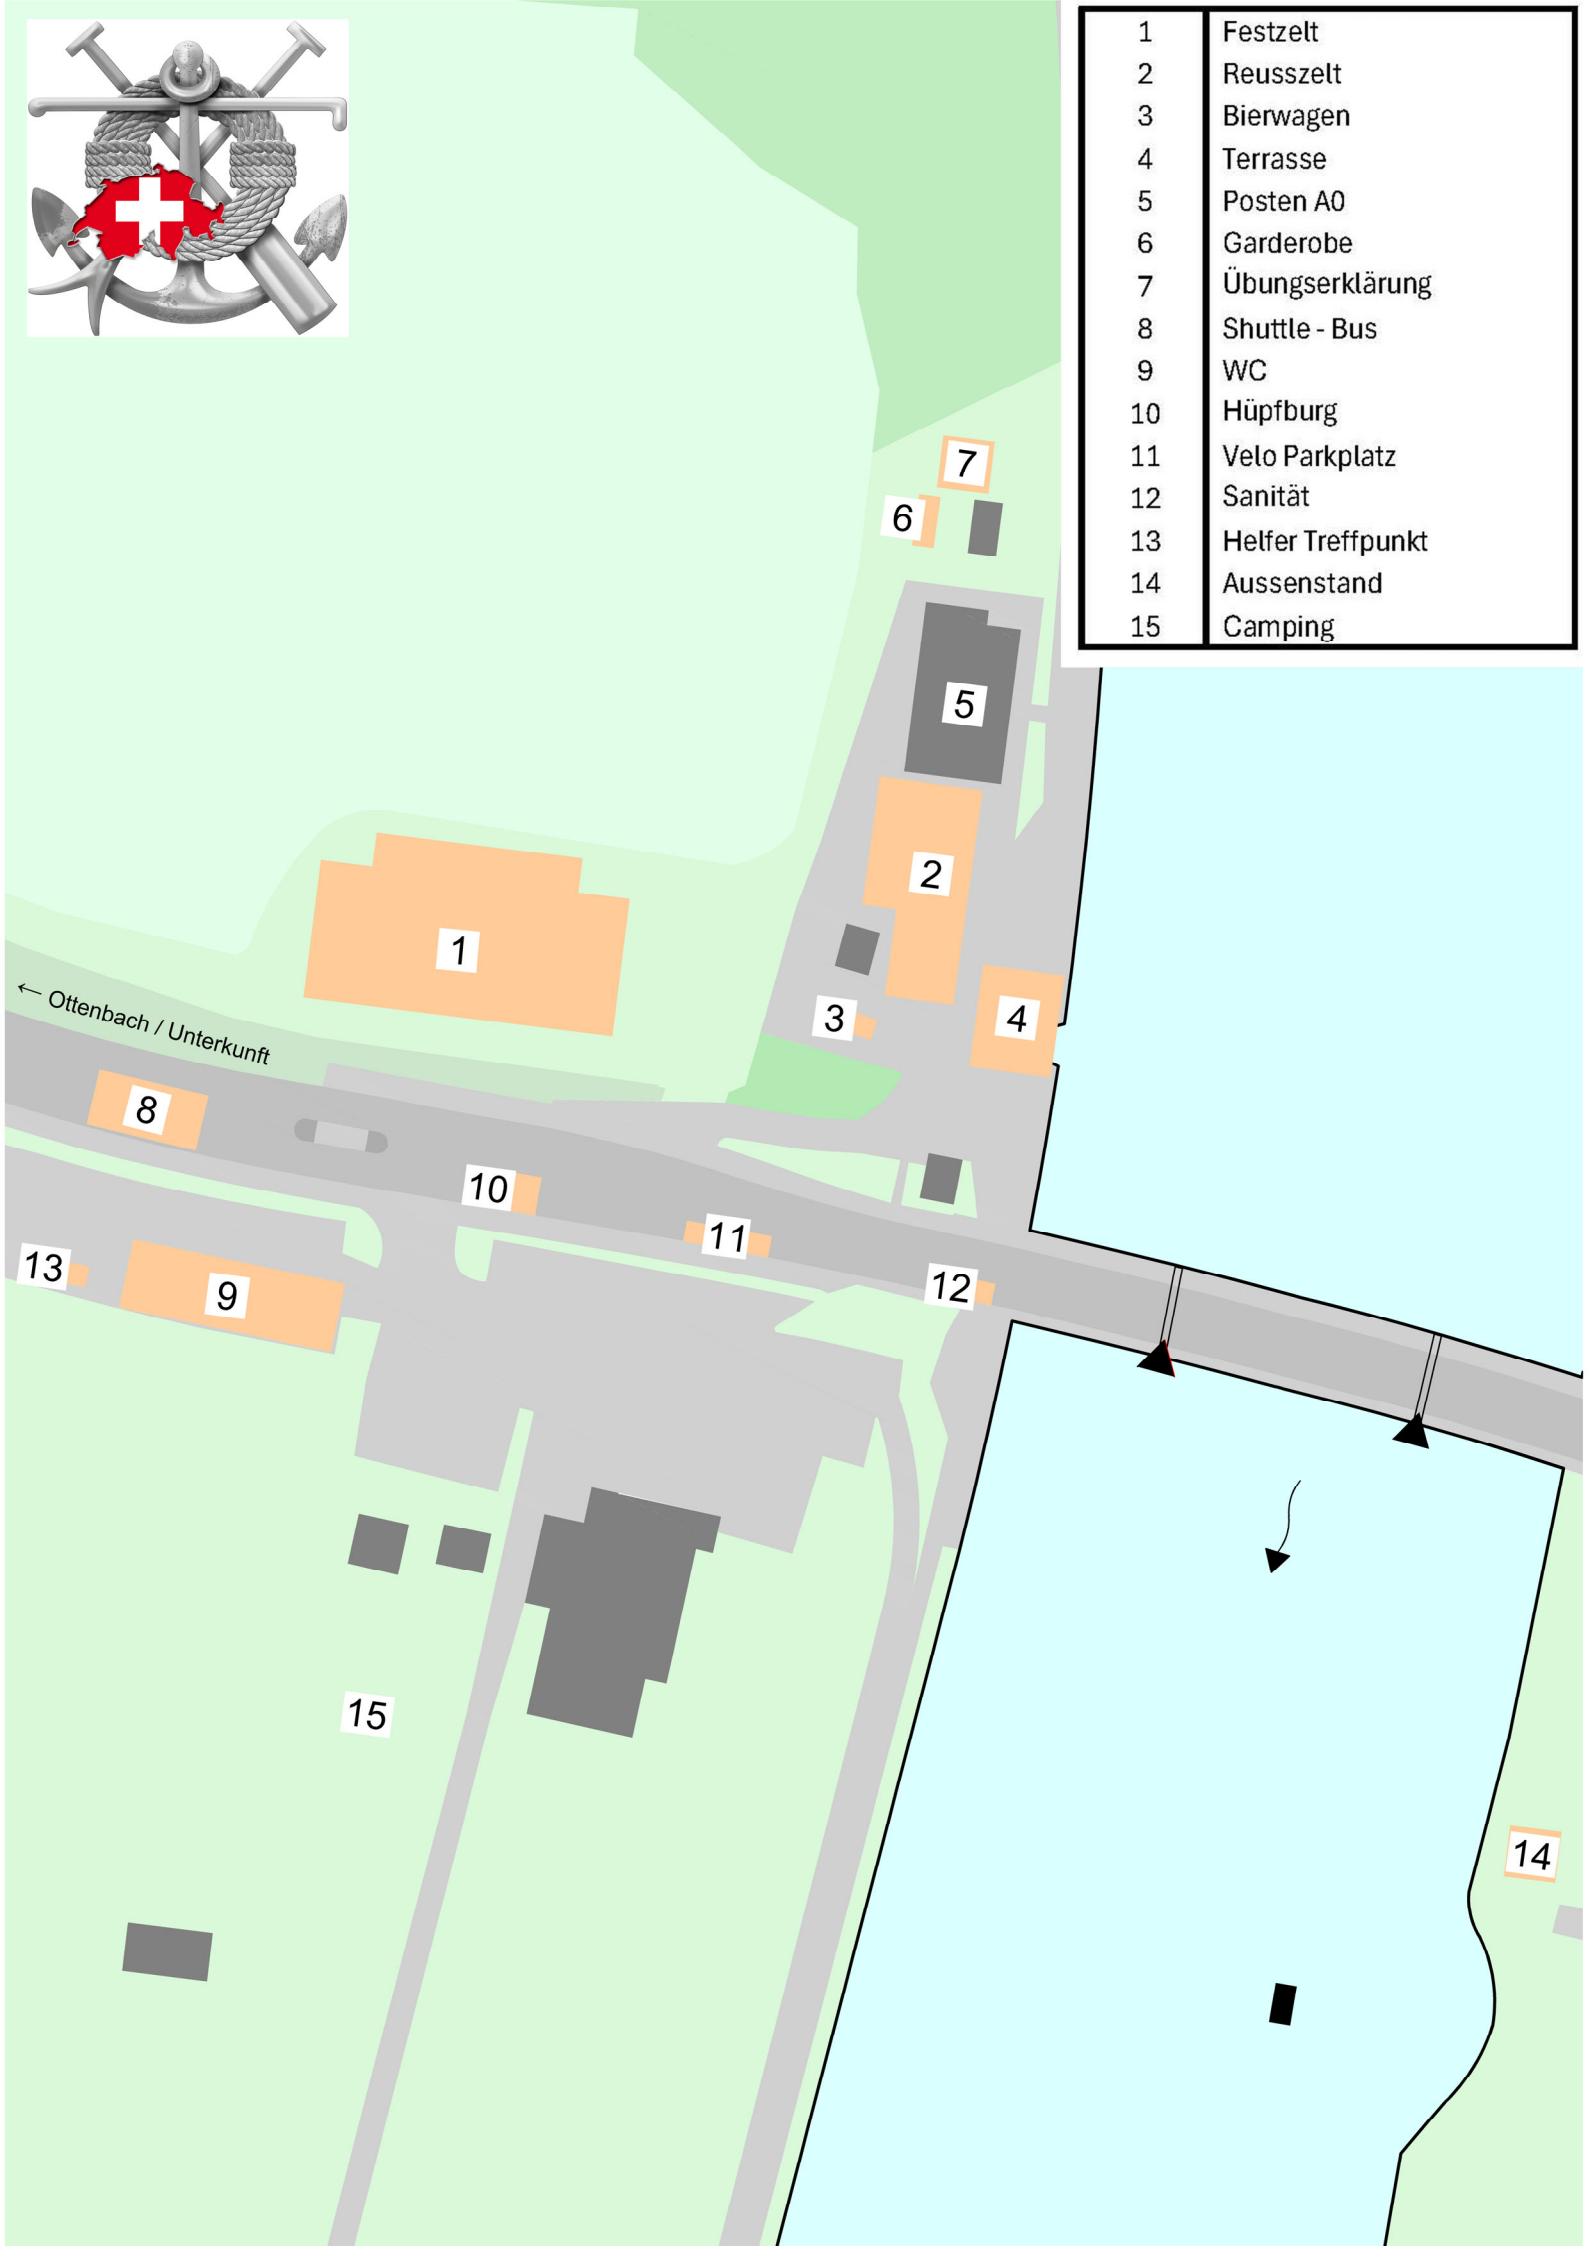 1 Festzelt
2 Reusszelt
3 Bierwagen
4 Terrasse
5 Posten A0
6 Garderobe
7 Übungserklärung
8 Shuttle - Bus
9 WC
10 Hüpfburg
11 Velo Parkplatz
12 Sanität
13 Helfer Treffpunkt
14 Aussenstand
15 Camping
7
6
5
2
1
3
4
← Ottenbach / Unterkunft
8
10
11
12
13
9
15
14